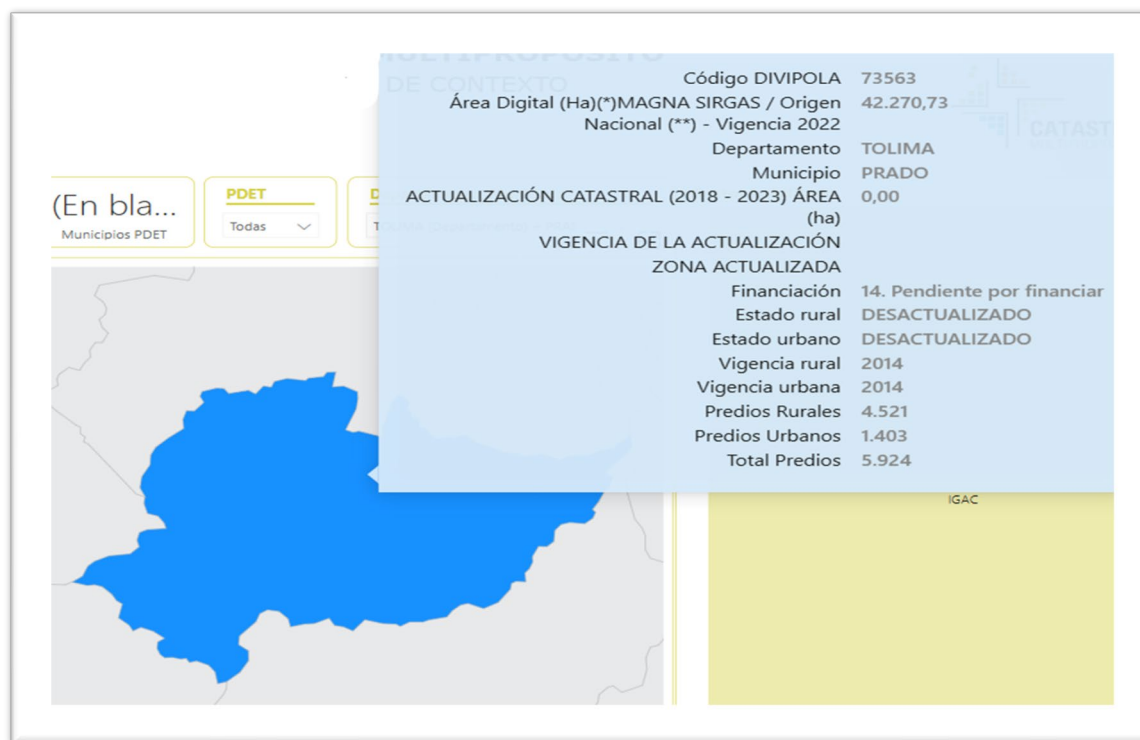 DE CONTEXTO
CATAST
(En bla...
Municipios PDET
PDET
Todas
D
Código DIVIPOLA 73563
Área Digital (Ha)(*)MAGNA SIRGAS / Origen 42.270,73
Nacional (**) - Vigencia 2022
Departamento TOLIMA
Municipio PRADO
ACTUALIZACIÓN CATASTRAL (2018 - 2023) ÁREA 0,00
(ha)
VIGENCIA DE LA ACTUALIZACIÓN
ZONA ACTUALIZADA
Financiación 14. Pendiente por financiar
Estado rural DESACTUALIZADO
Estado urbano DESACTUALIZADO
Vigencia rural 2014
Vigencia urbana 2014
Predios Rurales 4.521
Predios Urbanos 1.403
Total Predios 5.924
IGAC